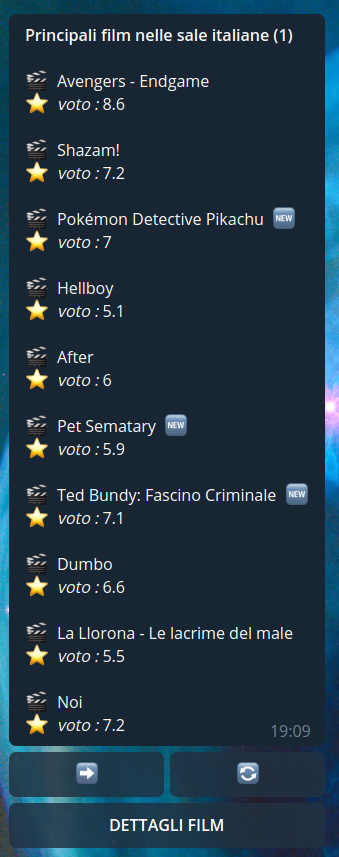 Principali film nelle sale italiane (1)
Avengers - Endgame
voto : 8.6
Shazam!
voto : 7.2
Pokémon Detective Pikachu NEW
voto : 7
Hellboy
voto : 5.1
After
voto : 6
Pet Sematary NEW
voto : 5.9
Ted Bundy: Fascino Criminale NEW
voto : 7.1
Dumbo
voto : 6.6
La Llorona - Le lacrime del male
voto : 5.5
Noi
voto : 7.2
19:09
DETTAGLI FILM